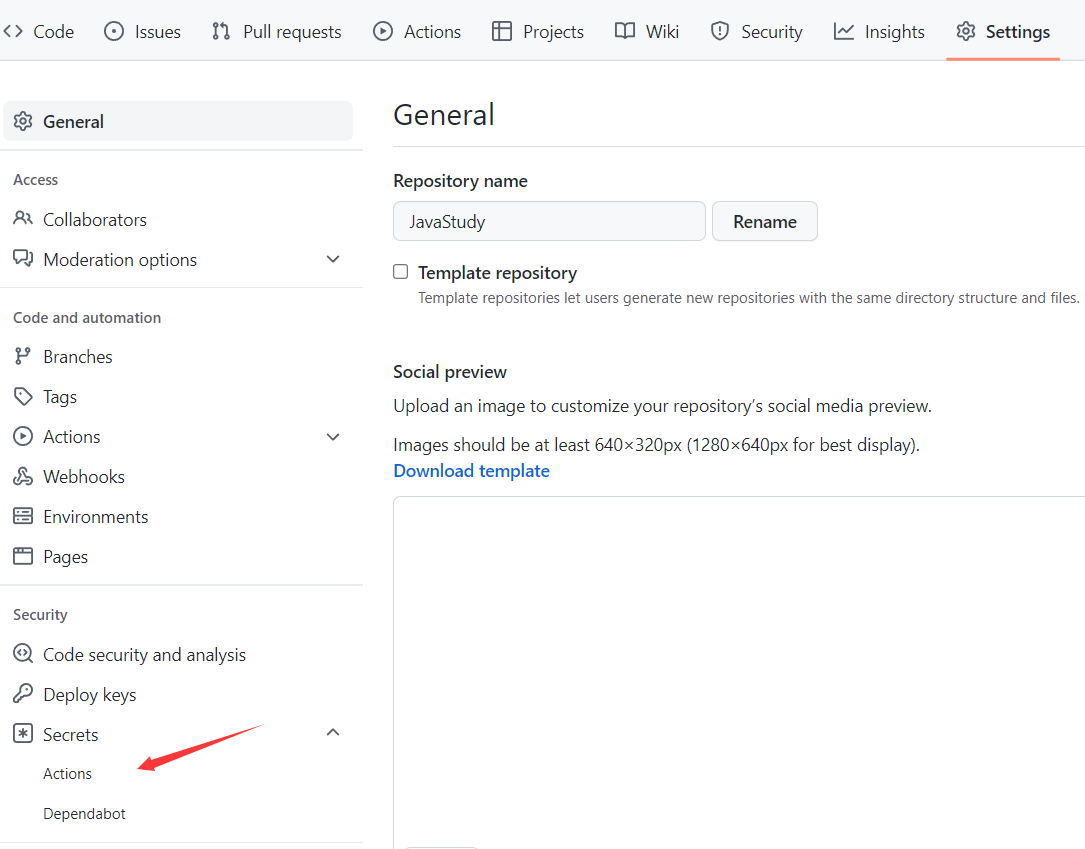 Code Issues Pull requests Actions Projects Wiki Security Insights Settings
General
Access
Collaborators
Moderation options
Code and automation
Branches
Tags
Actions
Webhooks
Environments
Pages
Security
Code security and analysis
Deploy keys
Secrets
Actions
Dependabot
General
Repository name
JavaStudy Rename
Template repository
Template repositories let users generate new repositories with the same directory structure and files.
Social preview
Upload an image to customize your repository’s social media preview.
Images should be at least 640×320px (1280×640px for best display).
Download template